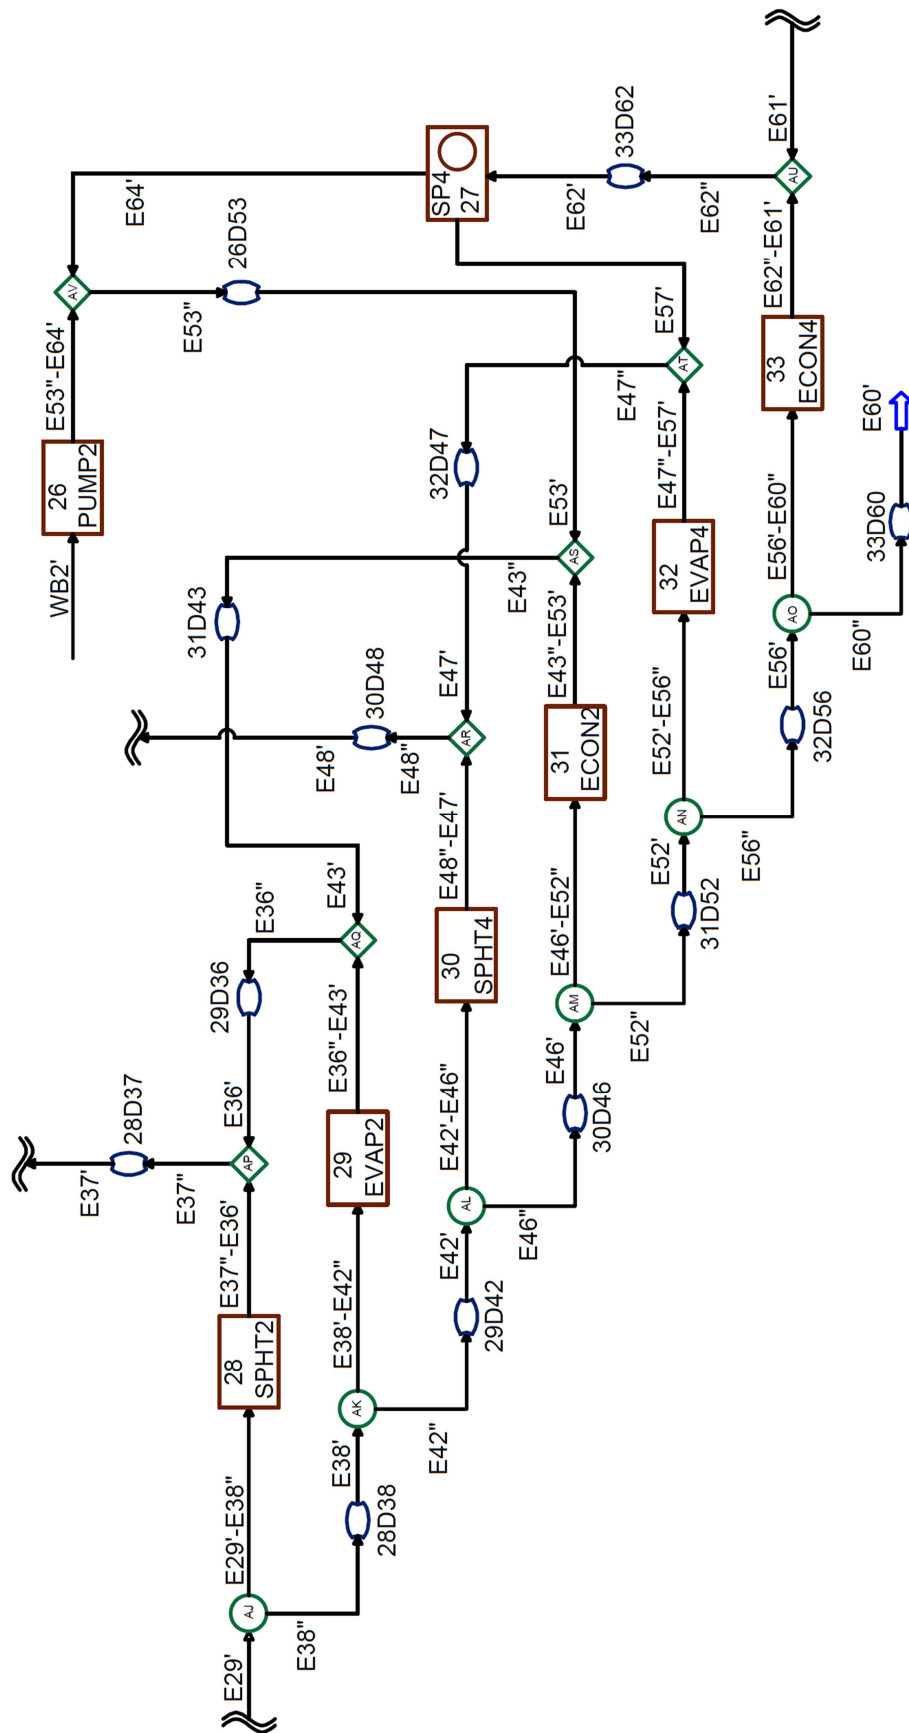 WB2'
26
PUMP2
E53"-E64'
AV
E64'
E53"
26D53
SP4
27
E62'
33D62
E62"
AU
E61'
E57'
E37'
28D37
E37"
AP
E36'
29D36
E36"
31D43
E43'
AQ
E48'
30D48
E48"
AR
E47'
32D47
E47"
AT
E43"
AS
E53'
E29'
AJ
E29'-E38"
28
SPHT2
E37"-E36'
E38"
28D38
E38'
AK
E38'-E42"
29
EVAP2
E36"-E43'
E42"
29D42
E42'
AL
E42'-E46"
30
SPHT4
E48"-E47'
E46"
30D46
E46'
AM
E46'-E52"
31
ECON2
E43"-E53'
E52"
31D52
E52'
AN
E52'-E56"
32
EVAP4
E47"-E57'
E56"
32D56
E56'
AO
E56'-E60"
33
ECON4
E62"-E61'
E60"
33D60
E60'